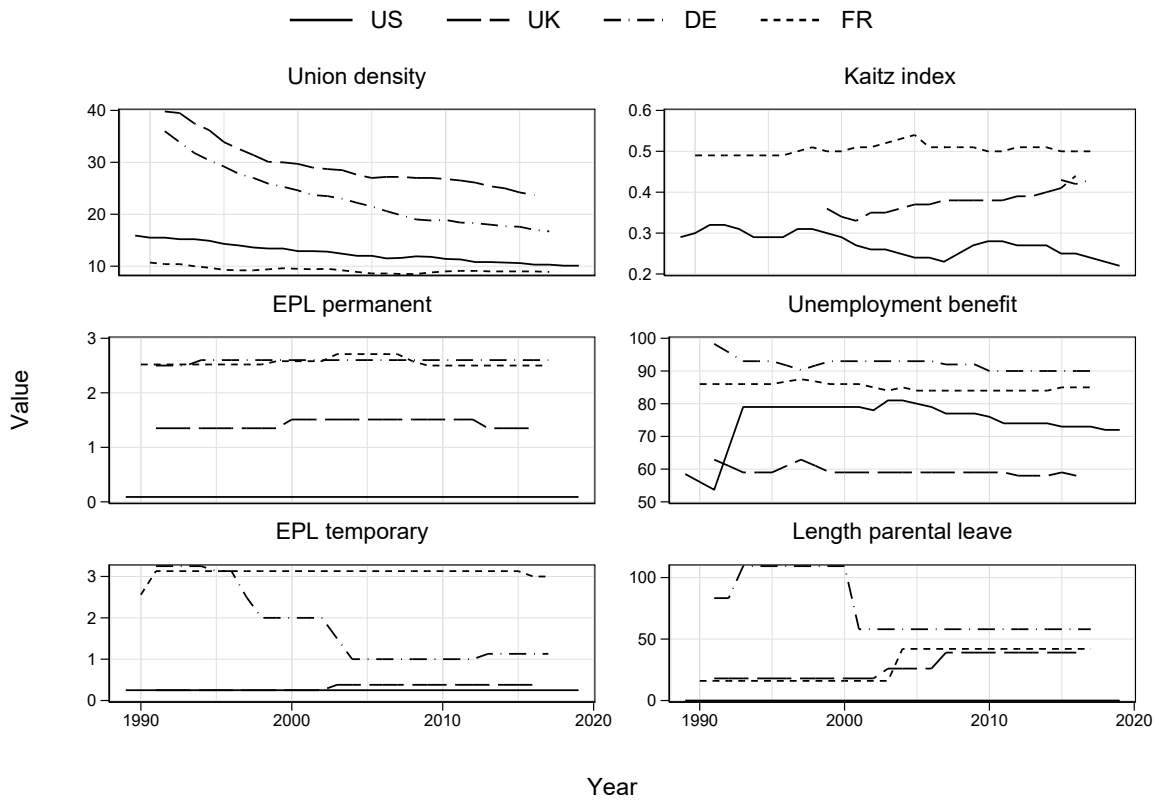 US UK DE FR
Union density Kaitz index
40 0.6
30 0.5
0.4
20 0.3
10 0.2
EPL permanent Unemployment benefit
3 100
90
2 80
70
1 60
0 50
Value
EPL temporary Length parental leave
3 100
2 50
1
0 0
1990 2000 2010 2020 1990 2000 2010 2020
Year